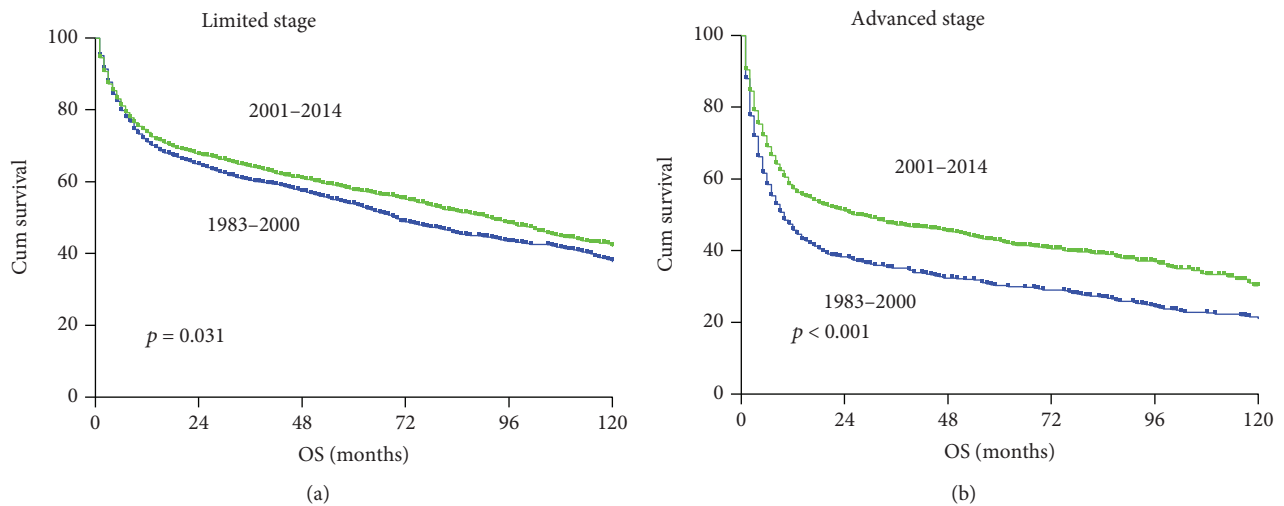 Limited stage
100
80
60
40
20
0
Cum survival
2001–2014
1983–2000
p = 0.031
0 24 48 72 96 120
OS (months)
(a)
Advanced stage
100
80
60
40
20
0
Cum survival
2001–2014
1983–2000
p < 0.001
0 24 48 72 96 120
OS (months)
(b)